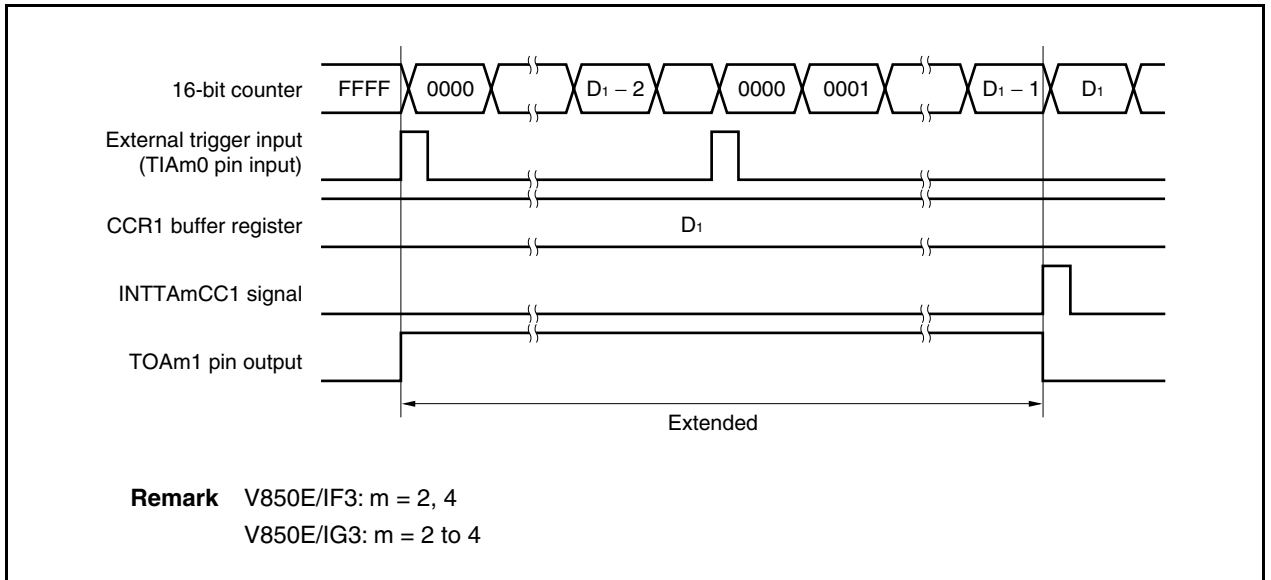 16-bit counter FFFF 0000 D1 – 2 0000 0001 D1 – 1 D1
External trigger input
(TIAm0 pin input)
CCR1 buffer register D1
INTTAmCC1 signal
TOAm1 pin output
Extended
Remark V850E/IF3: m = 2, 4
V850E/IG3: m = 2 to 4